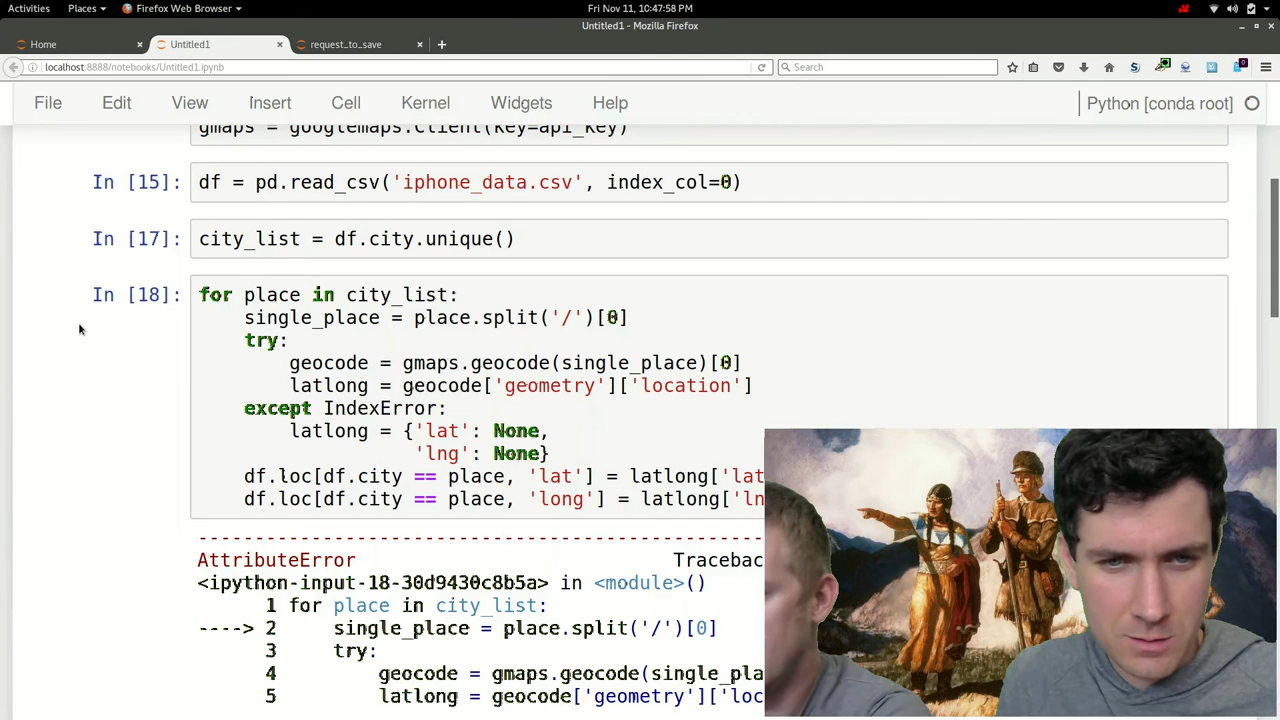 Activities Places Firefox Web Browser Fri Nov 11, 10:47:58 PM
Untitled1 - Mozilla Firefox
Home Untitled1 request_to_save
localhost:8888/notebooks/Untitled1.ipynb Search
File Edit View Insert Cell Kernel Widgets Help Python [conda root]
gmaps = googlemaps.Client(key=api_key)
In [15]: df = pd.read_csv('iphone_data.csv', index_col=0)
In [17]: city_list = df.city.unique()
In [18]: for place in city_list:
single_place = place.split('/')[0]
try:
geocode = gmaps.geocode(single_place)[0]
latlong = geocode['geometry']['location']
except IndexError:
latlong = {'lat': None,
'lng': None}
df.loc[df.city == place, 'lat'] = latlong['lat
df.loc[df.city == place, 'long'] = latlong['ln
AttributeError Traceba
<ipython-input-18-30d9430c8b5a> in <module>()
1 for place in city_list:
----> 2 single_place = place.split('/')[0]
3 try:
4 geocode = gmaps.geocode(single_pla
5 latlong = geocode['geometry']['loc